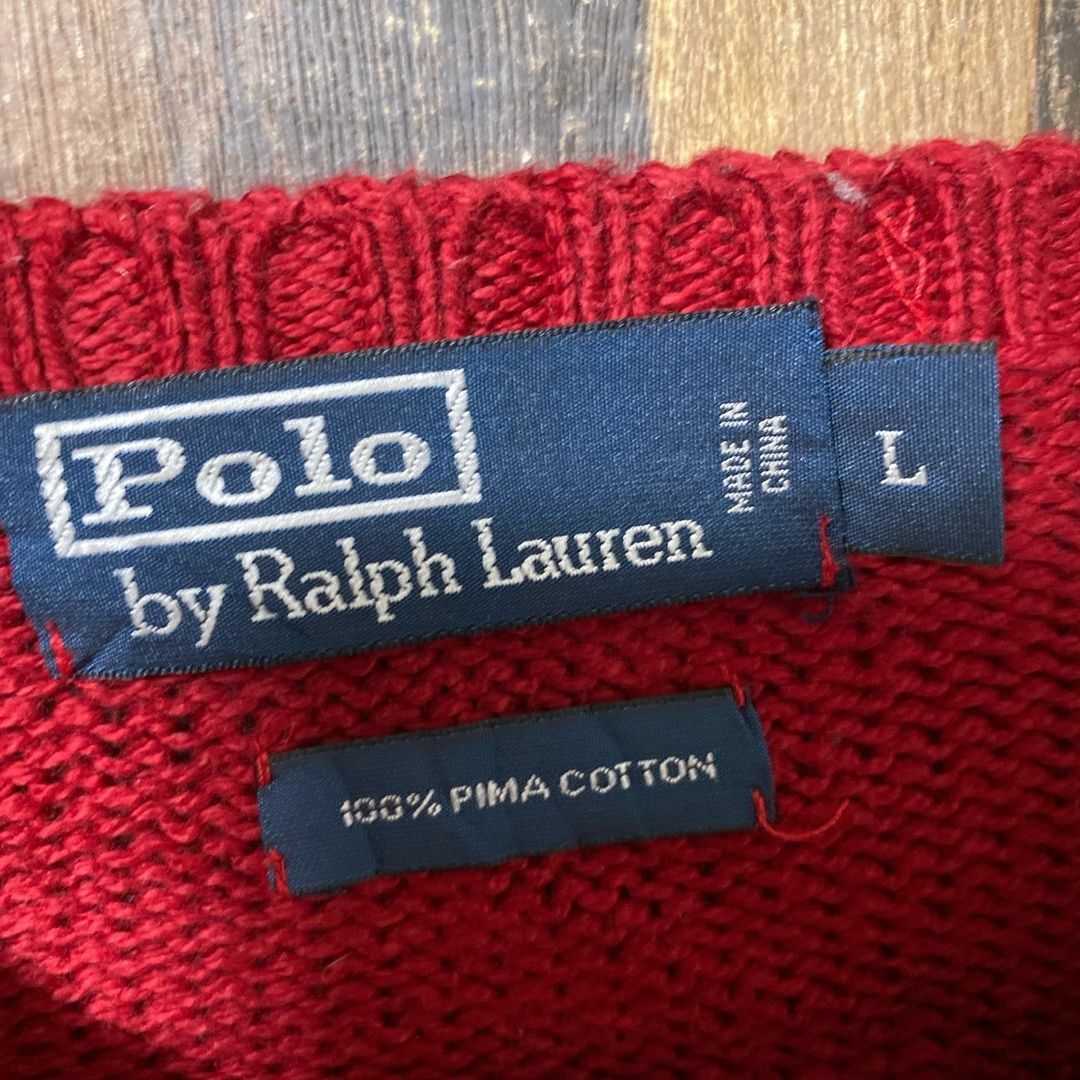 Polo
by Ralph Lauren
MADE IN
CHINA
L
100% PIMA COTTON